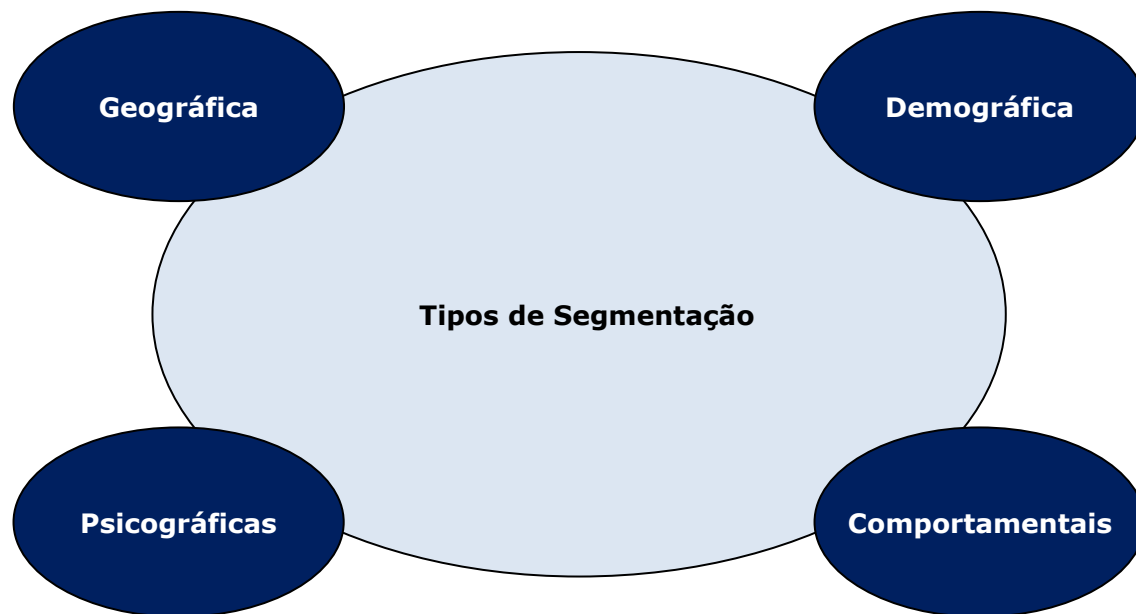 Geográfica
Demográfica
Tipos de Segmentação
Psicográficas
Comportamentais